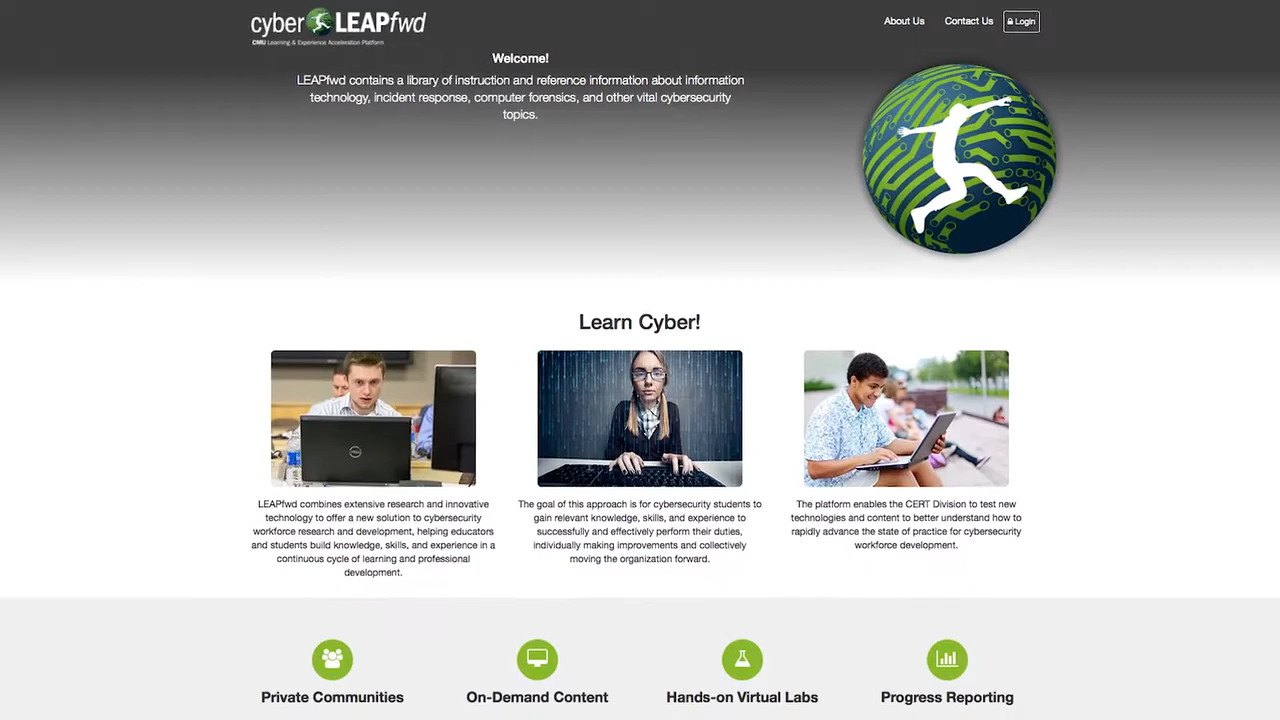 cyber LEAPfwd
CMU Learning & Experience Acceleration Platform
About Us
Contact Us
Login
Welcome!
LEAPfwd contains a library of instruction and reference information about information
technology, incident response, computer forensics, and other vital cybersecurity
topics.
Learn Cyber!
DELL
LEAPfwd combines extensive research and innovative
technology to offer a new solution to cybersecurity
workforce research and development, helping educators
and students build knowledge, skills, and experience in a
continuous cycle of learning and professional
development.
The goal of this approach is for cybersecurity students to
gain relevant knowledge, skills, and experience to
successfully and effectively perform their duties,
individually making improvements and collectively
moving the organization forward.
The platform enables the CERT Division to test new
technologies and content to better understand how to
rapidly advance the state of practice for cybersecurity
workforce development.
Private Communities
On-Demand Content
Hands-on Virtual Labs
Progress Reporting